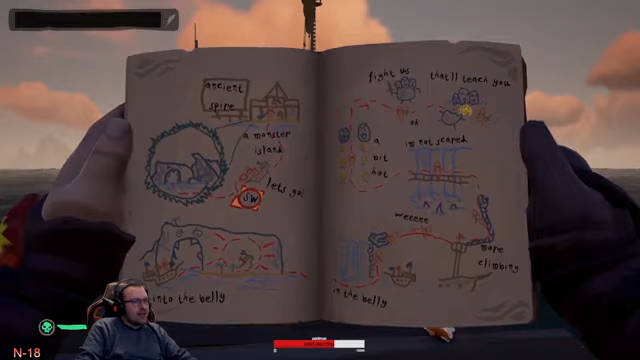 ancient
spire
a monster
island
lets go!
SW
into the belly
fight us
that'll teach you
oh
a
bit
hot
im not scared
weeeee
more
climbing
in the belly
N-18